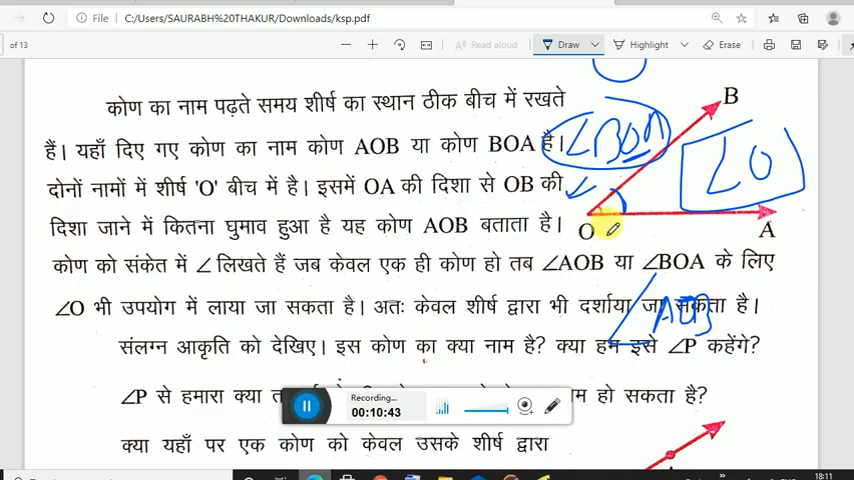 File
C:/Users/SAURABH%20THAKUR/Downloads/ksp.pdf
of 13
Read aloud
Draw
Highlight
Erase
कोण का नाम पढ़ते समय शीर्ष का स्थान ठीक बीच में रखते
हैं। यहाँ दिए गए कोण का नाम कोण AOB या कोण BOA है।
दोनों नामों में शीर्ष 'O' बीच में है। इसमें OA की दिशा से OB की
दिशा जाने में कितना घुमाव हुआ है यह कोण AOB बताता है।
कोण को संकेत में ∠ लिखते हैं जब केवल एक ही कोण हो तब ∠AOB या ∠BOA के लिए
∠O भी उपयोग में लाया जा सकता है। अतः केवल शीर्ष द्वारा भी दर्शाया जा सकता है।
संलग्न आकृति को देखिए। इस कोण का क्या नाम है? क्या हम इसे ∠P कहेंगे?
∠P से हमारा क्या
नाम हो सकता है?
क्या यहाँ पर एक कोण को केवल उसके शीर्ष द्वारा
B
∠BOA
∠O
O
A
∠AOB
Recording...
00:10:43
18:11